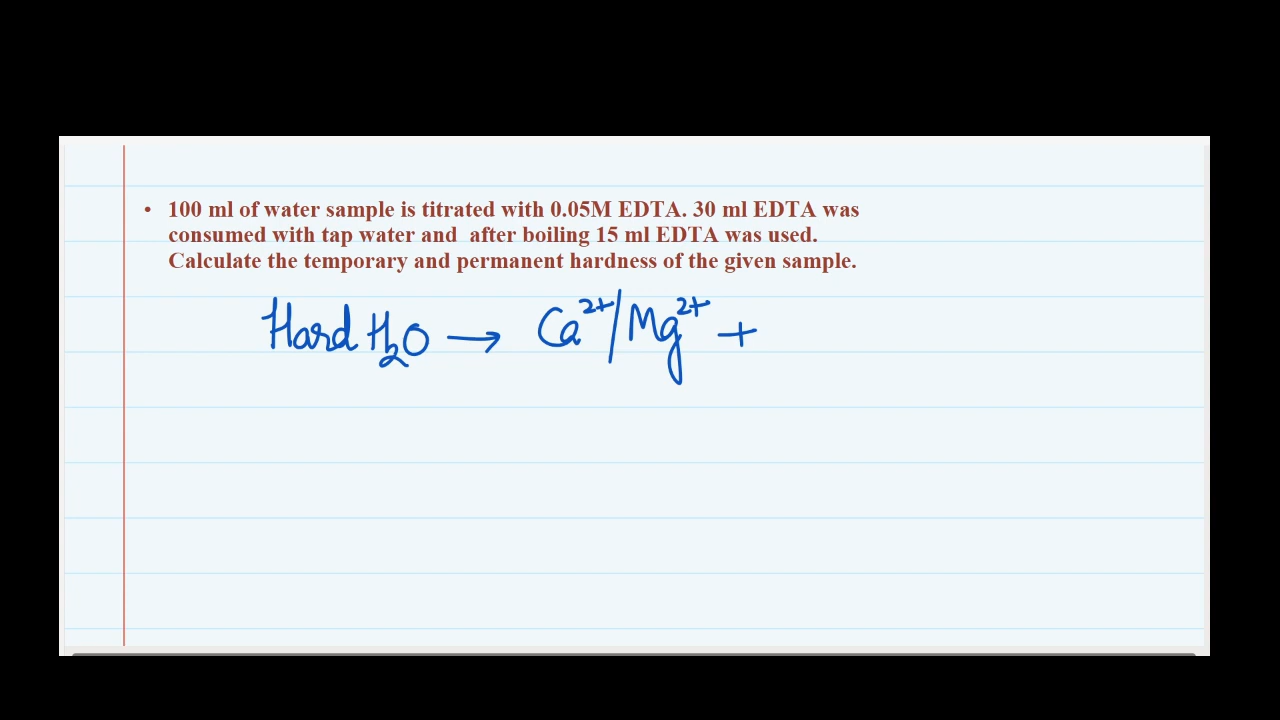 • 100 ml of water sample is titrated with 0.05M EDTA. 30 ml EDTA was
consumed with tap water and after boiling 15 ml EDTA was used.
Calculate the temporary and permanent hardness of the given sample.
Hard H₂O → Ca²⁺/Mg²⁺ +